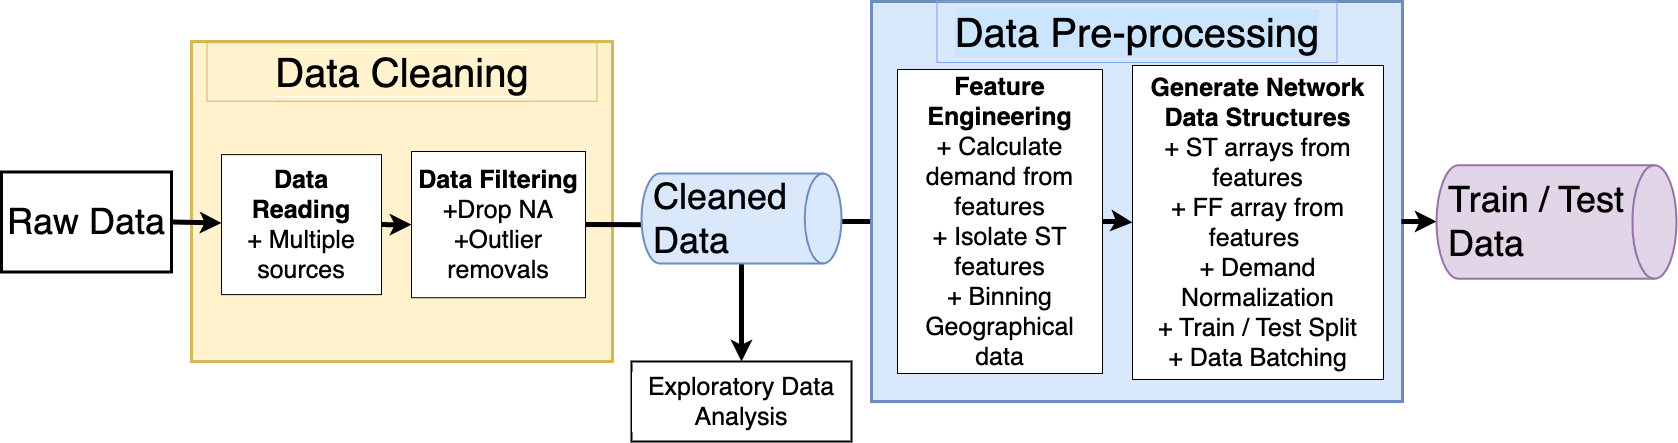 Raw Data
Data Cleaning
Data
Reading
+ Multiple
sources
Data Filtering
+Drop NA
+Outlier
removals
Cleaned
Data
Exploratory Data
Analysis
Data Pre-processing
Feature
Engineering
+ Calculate
demand from
features
+ Isolate ST
features
+ Binning
Geographical
data
Generate Network
Data Structures
+ ST arrays from
features
+ FF array from
features
+ Demand
Normalization
+ Train / Test Split
+ Data Batching
Train / Test
Data